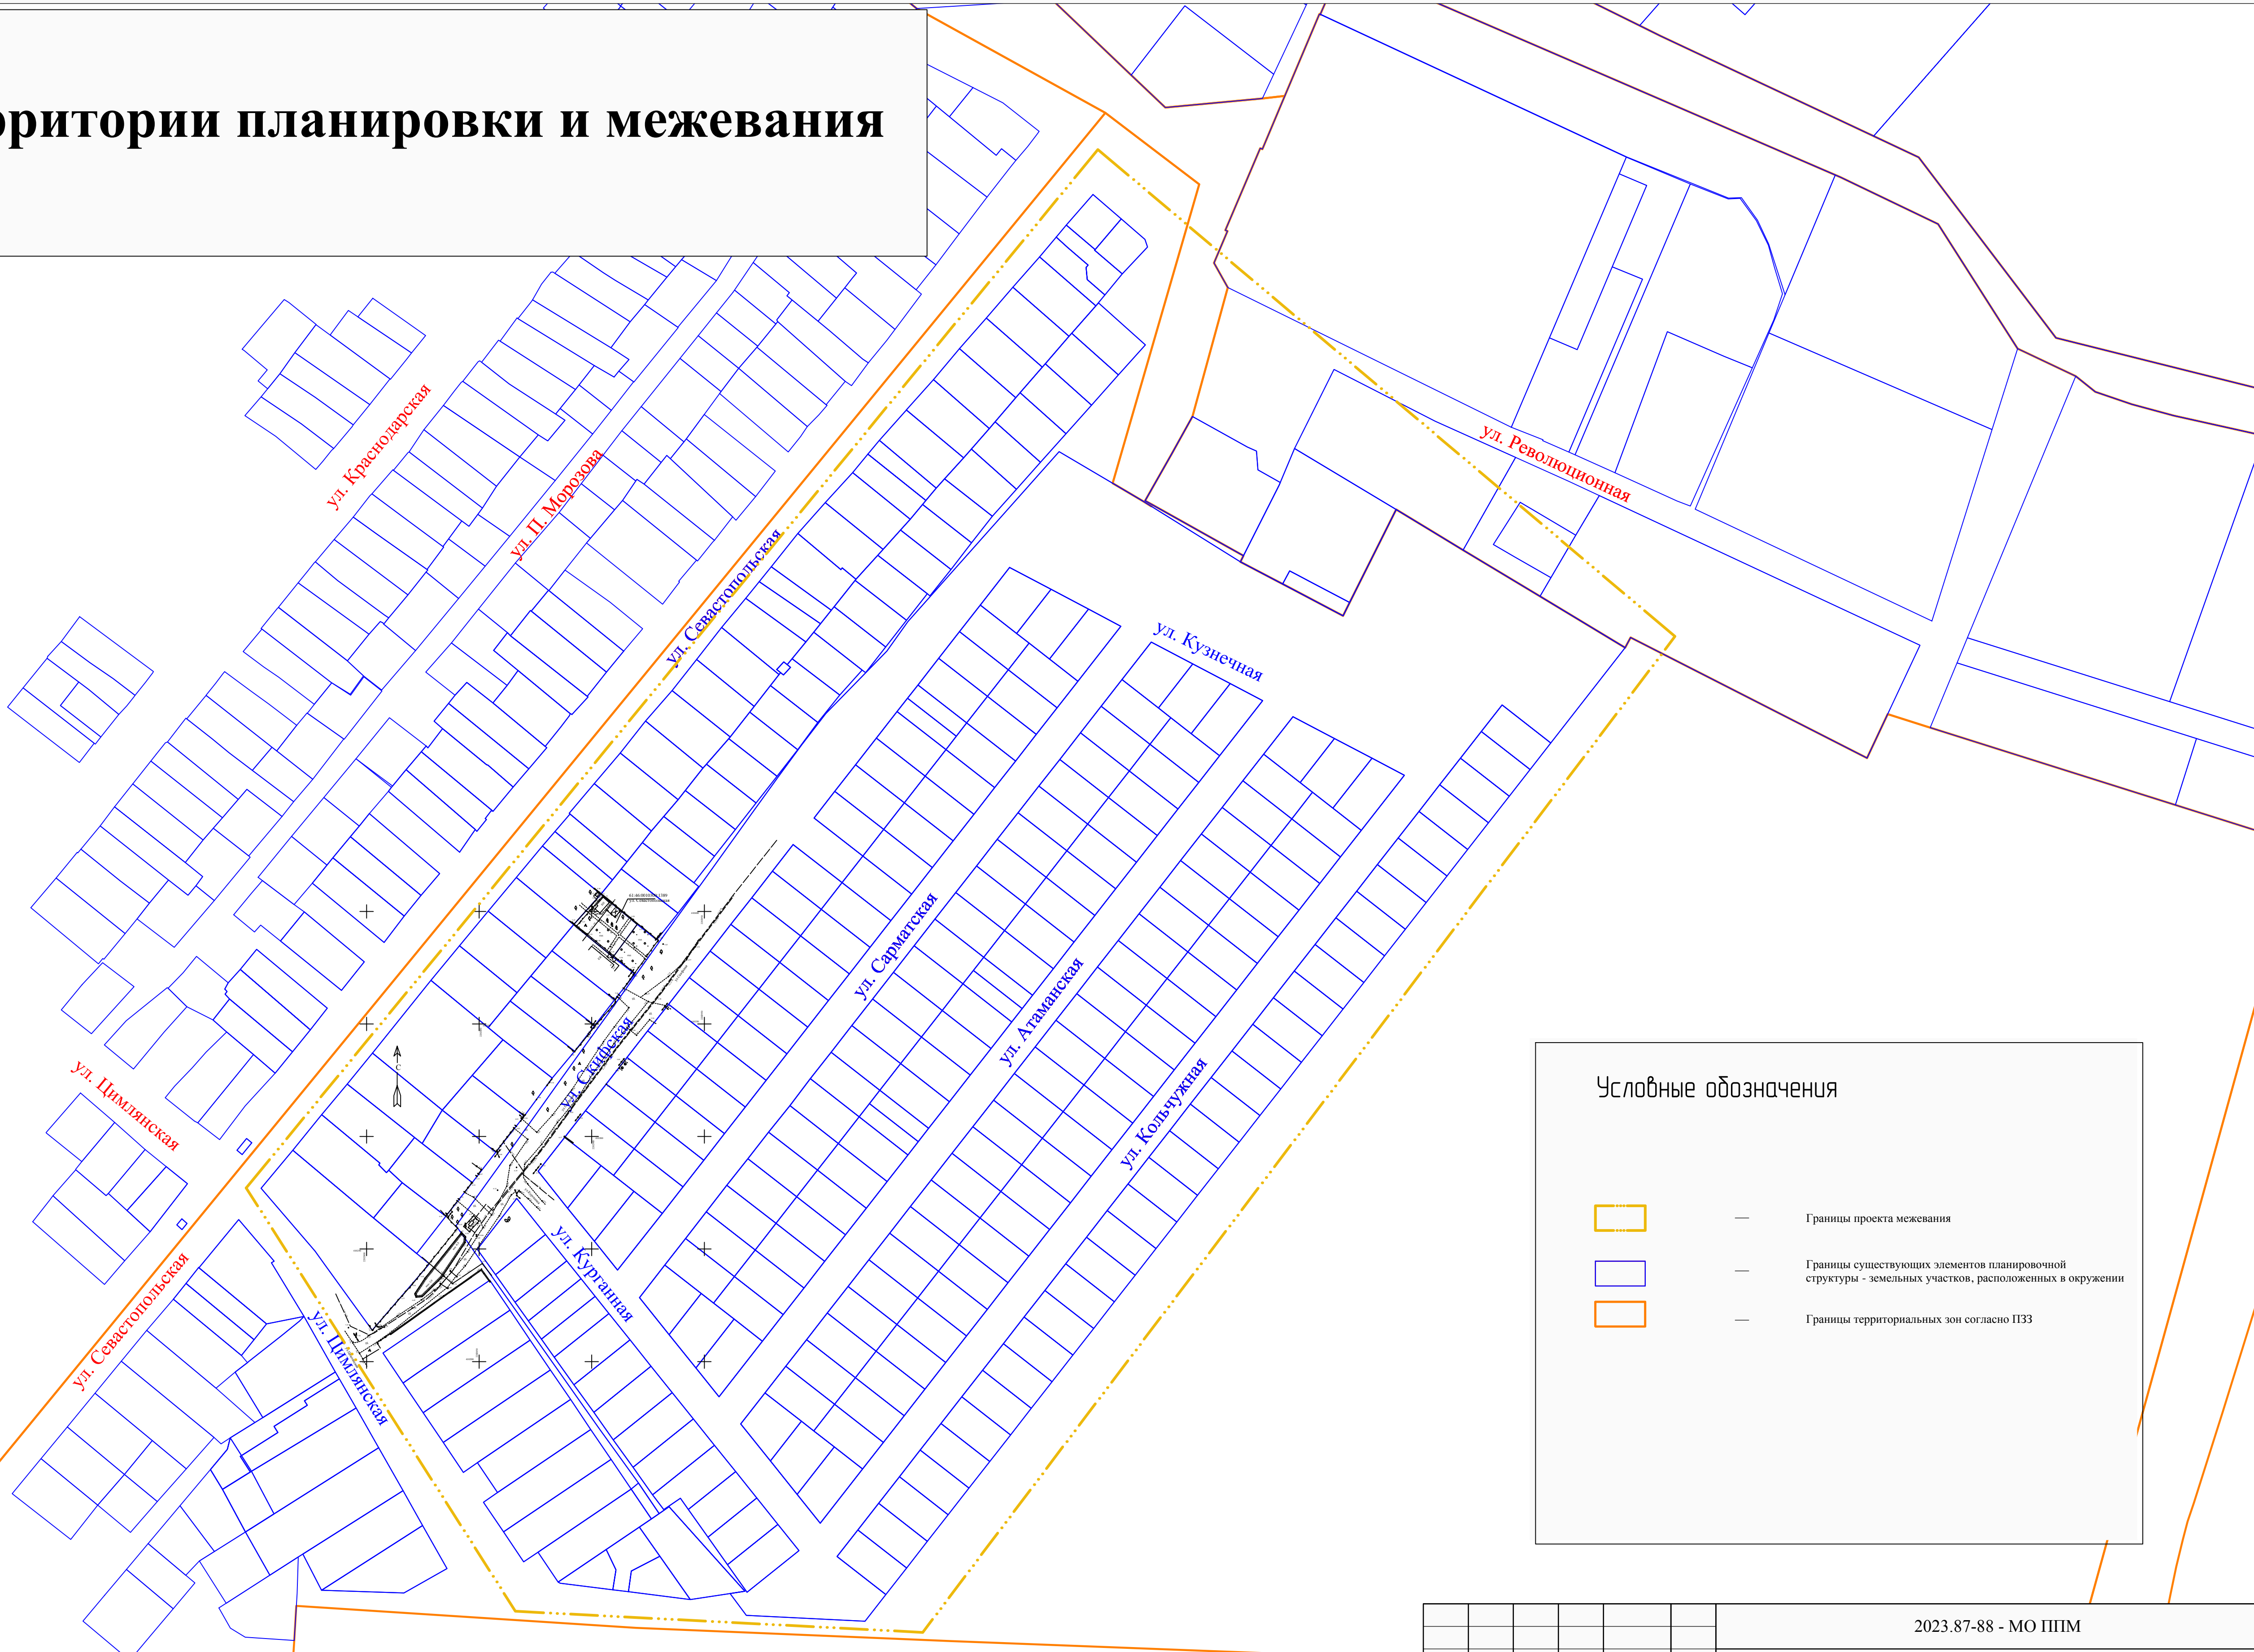 рритории планировки и межевания
ул. Краснодарская
ул. П. Морозова
ул. Севастопольская
ул. Революционная
ул. Кузнечная
ул. Сарматская
ул. Атаманская
ул. Скифская
ул. Кольчужная
С
ул. Цимлянская
ул. Курганная
ул. Севастопольская
ул. Цимлянская
Условные обозначения
— Границы проекта межевания
— Границы существующих элементов планировочной
структуры - земельных участков, расположенных в окружении
— Границы территориальных зон согласно ПЗЗ
2023.87-88 - МО ППМ